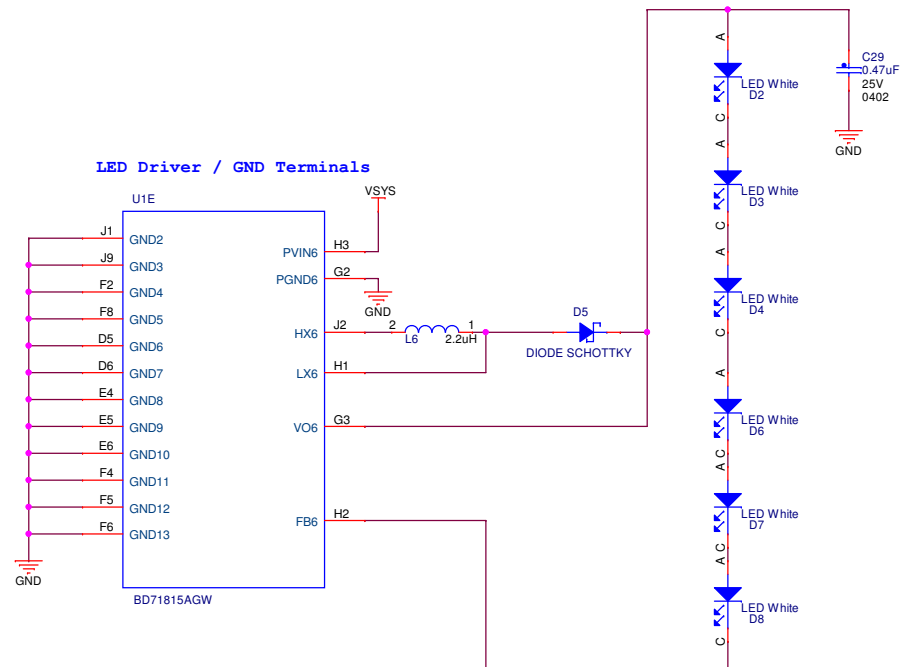 A
C29
0.47uF
25V
0402
GND
LED White
D2
C
A
LED White
D3
C
A
LED White
D4
C
A
LED White
D6
C
A
LED White
D7
C
A
LED White
D8
C
LED Driver / GND Terminals
U1E
VSYS
J1 GND2
J9 GND3
F2 GND4
F8 GND5
D5 GND6
D6 GND7
E4 GND8
E5 GND9
E6 GND10
F4 GND11
F5 GND12
F6 GND13
GND
PVIN6 H3
PGND6 G2
GND
HX6 J2 2 1
L6 2.2uH
D5
DIODE SCHOTTKY
LX6 H1
VO6 G3
FB6 H2
BD71815AGW